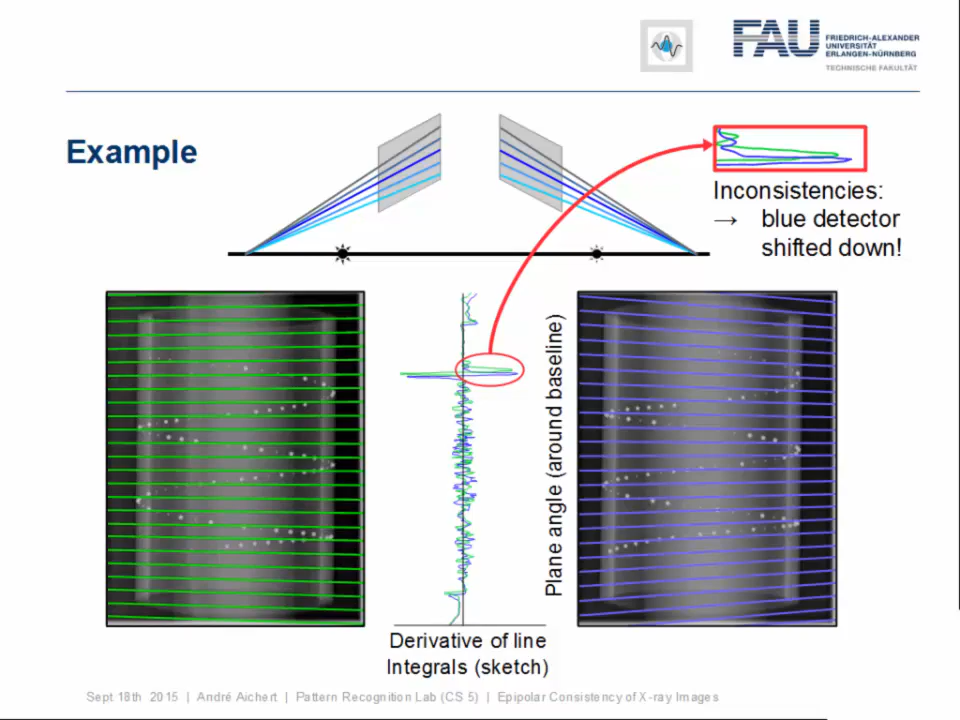 FAU
FRIEDRICH-ALEXANDER
UNIVERSITÄT
ERLANGEN-NÜRNBERG
TECHNISCHE FAKULTÄT
Example
Inconsistencies:
→ blue detector
shifted down!
Plane angle (around baseline)
Derivative of line
Integrals (sketch)
Sept 18th 2015 | André Aichert | Pattern Recognition Lab (CS 5) | Epipolar Consistency of X-ray Images